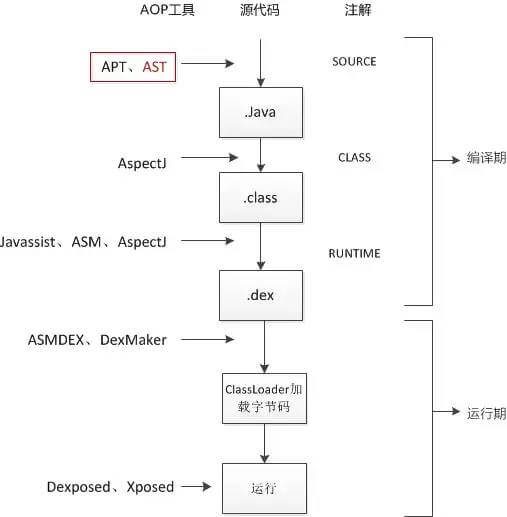 AOP工具 源代码 注解
APT、AST SOURCE
.Java
AspectJ CLASS 编译期
.class
Javassist、ASM、AspectJ RUNTIME
.dex
ASMDEX、DexMaker
ClassLoader加
载字节码 运行期
Dexposed、Xposed 运行